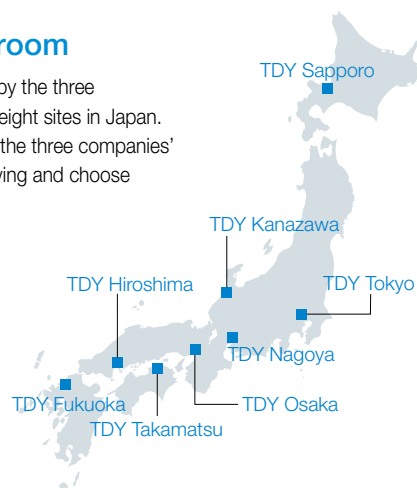 room
by the three
eight sites in Japan.
the three companies’
ving and choose
TDY Sapporo
TDY Kanazawa
TDY Hiroshima
TDY Tokyo
TDY Nagoya
TDY Fukuoka
TDY Osaka
TDY Takamatsu